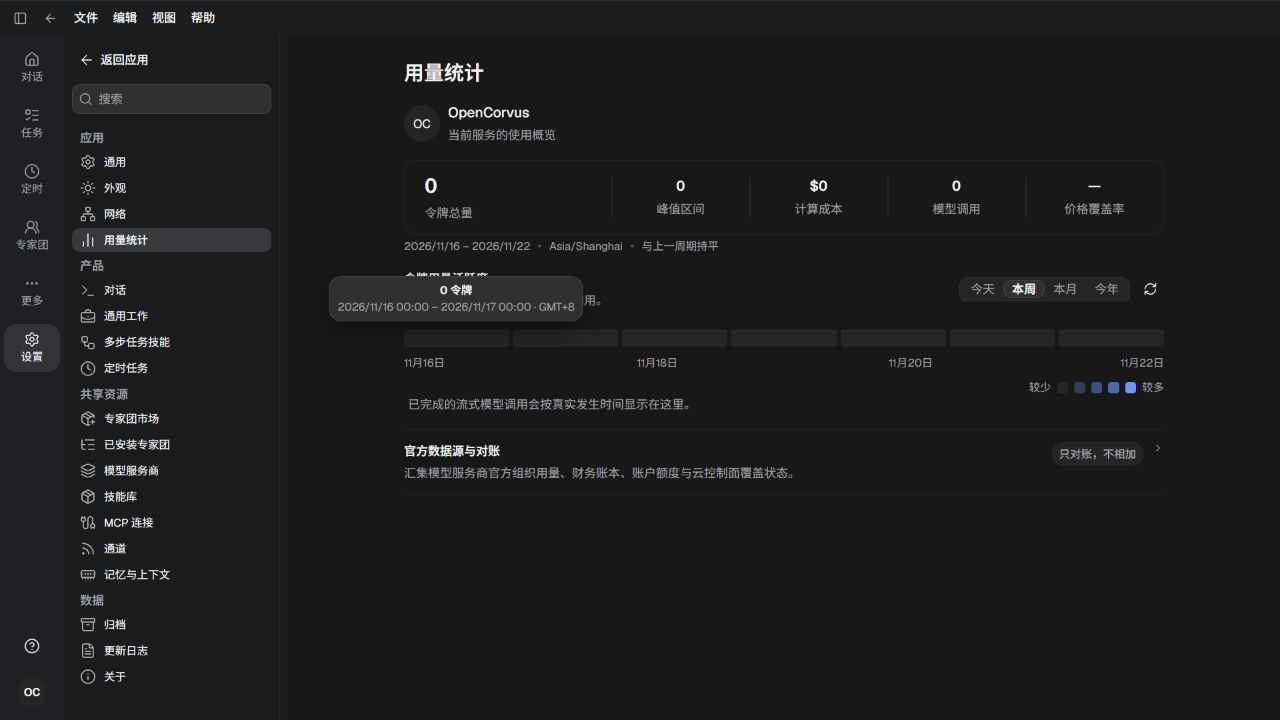 文件 编辑 视图 帮助
对话
任务
定时
专家团
更多
设置
OC
返回应用
搜索
应用
通用
外观
网络
用量统计
产品
对话
通用工作
多步任务技能
定时任务
共享资源
专家团市场
已安装专家团
模型服务商
技能库
MCP 连接
通道
记忆与上下文
数据
归档
更新日志
关于
用量统计
OC
OpenCorvus
当前服务的使用概览
0
令牌总量
0
峰值区间
$0
计算成本
0
模型调用
—
价格覆盖率
2026/11/16 – 2026/11/22 • Asia/Shanghai • 与上一周期持平
0 令牌
2026/11/16 00:00 – 2026/11/17 00:00 · GMT+8
用。
今天 本周 本月 今年
11月16日 11月18日 11月20日 11月22日
较少 较多
已完成的流式模型调用会按真实发生时间显示在这里。
官方数据源与对账
汇集模型服务商官方组织用量、财务账本、账户额度与云控制面覆盖状态。
只对账，不相加